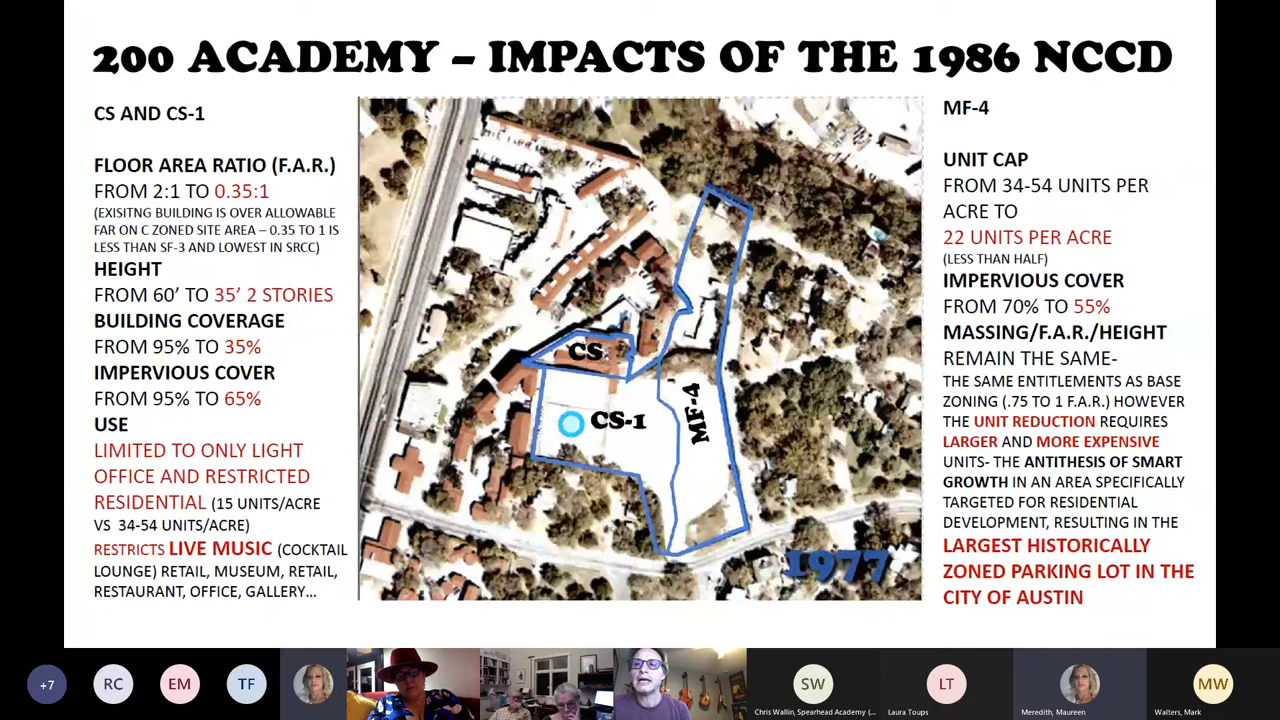 200 ACADEMY – IMPACTS OF THE 1986 NCCD
CS AND CS-1
FLOOR AREA RATIO (F.A.R.)
FROM 2:1 TO 0.35:1
(EXISITNG BUILDING IS OVER ALLOWABLE
FAR ON C ZONED SITE AREA – 0.35 TO 1 IS
LESS THAN SF-3 AND LOWEST IN SRCC)
HEIGHT
FROM 60' TO 35' 2 STORIES
BUILDING COVERAGE
FROM 95% TO 35%
IMPERVIOUS COVER
FROM 95% TO 65%
USE
LIMITED TO ONLY LIGHT
OFFICE AND RESTRICTED
RESIDENTIAL (15 UNITS/ACRE
VS 34-54 UNITS/ACRE)
RESTRICTS LIVE MUSIC (COCKTAIL
LOUNGE) RETAIL, MUSEUM, RETAIL,
RESTAURANT, OFFICE, GALLERY...
CS
CS-1
MF-4
1977
MF-4
UNIT CAP
FROM 34-54 UNITS PER
ACRE TO
22 UNITS PER ACRE
(LESS THAN HALF)
IMPERVIOUS COVER
FROM 70% TO 55%
MASSING/F.A.R./HEIGHT
REMAIN THE SAME-
THE SAME ENTITLEMENTS AS BASE
ZONING (.75 TO 1 F.A.R.) HOWEVER
THE UNIT REDUCTION REQUIRES
LARGER AND MORE EXPENSIVE
UNITS- THE ANTITHESIS OF SMART
GROWTH IN AN AREA SPECIFICALLY
TARGETED FOR RESIDENTIAL
DEVELOPMENT, RESULTING IN THE
LARGEST HISTORICALLY
ZONED PARKING LOT IN THE
CITY OF AUSTIN
+7
RC
EM
TF
SW
Chris Wallin, Spearhead Academy (...
LT
Laura Toups
Meredith, Maureen
MW
Walters, Mark